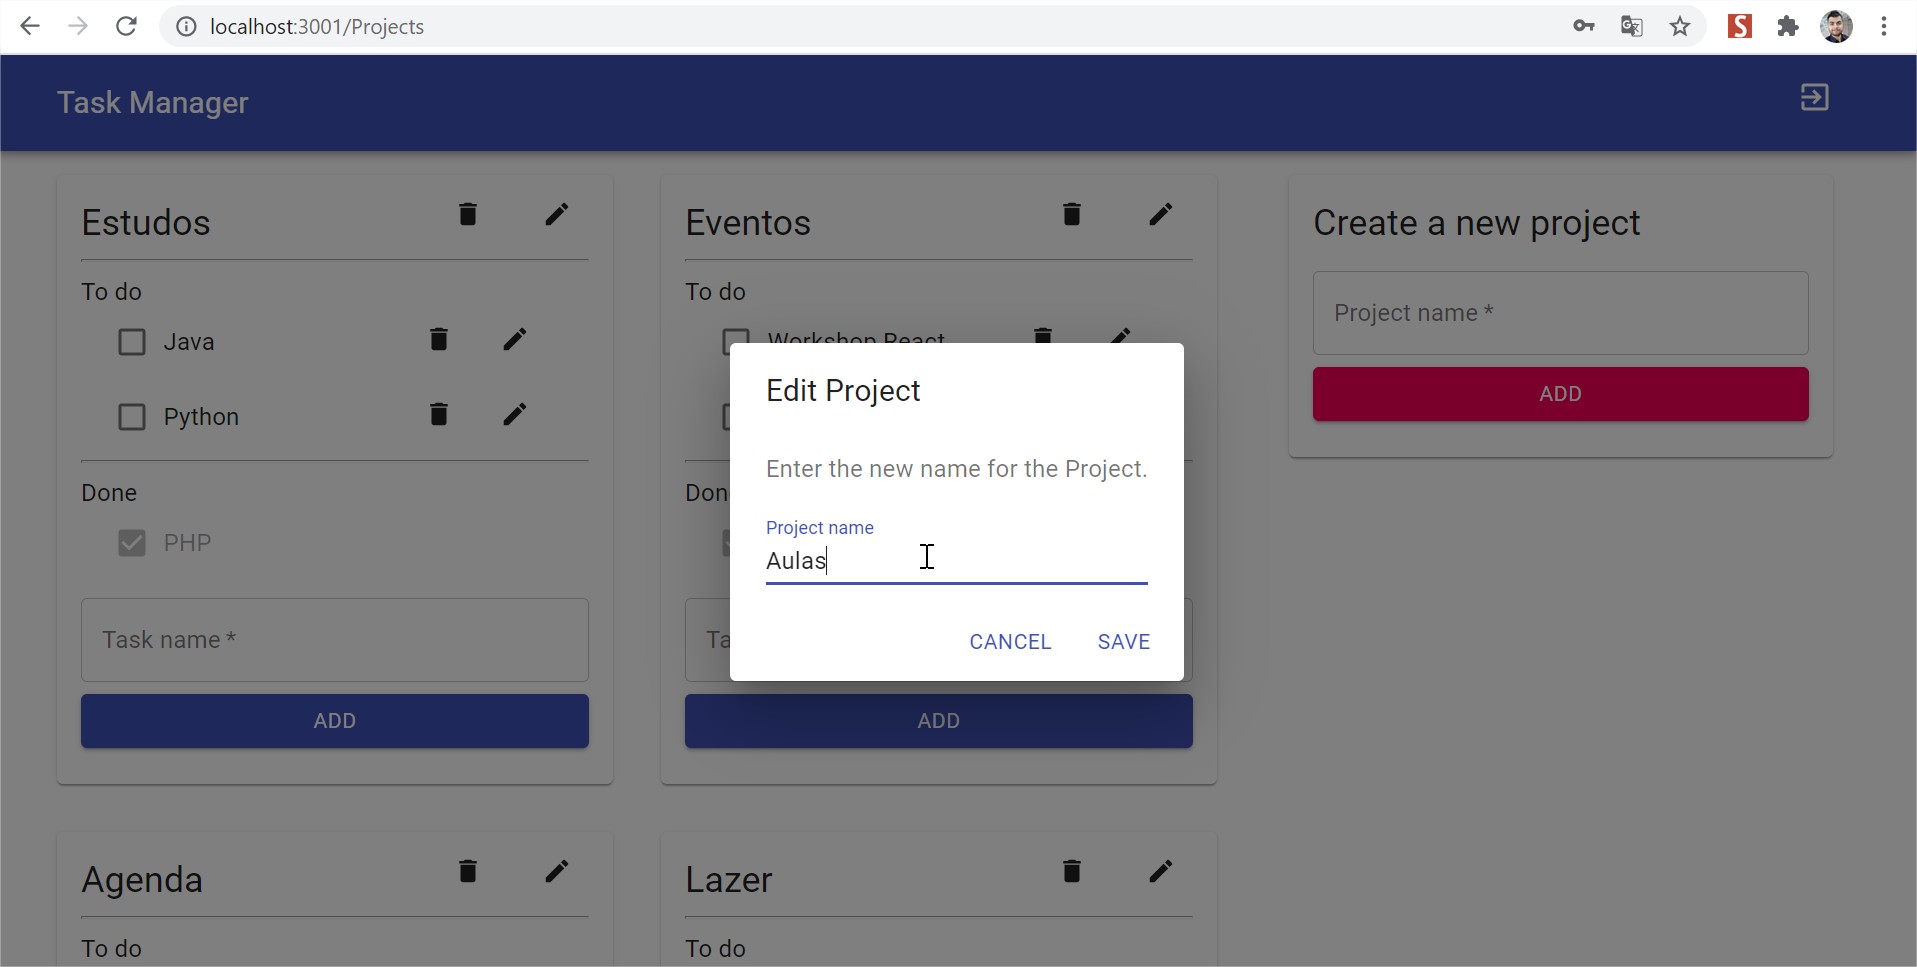 localhost:3001/Projects
Task Manager
Estudos
To do
Java
Python
Done
PHP
Task name *
ADD
Eventos
To do
Workshop React
ADD
Create a new project
Project name *
ADD
Edit Project
Enter the new name for the Project.
Project name
Aulas
CANCEL SAVE
Agenda
To do
Lazer
To do